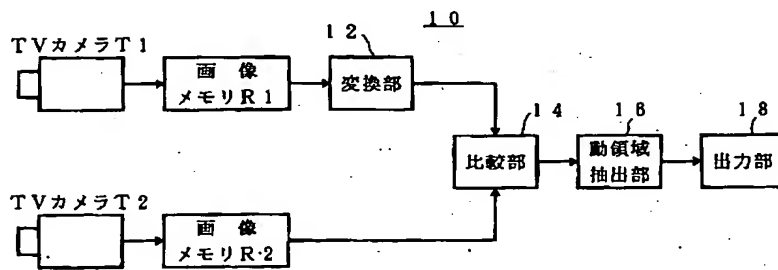 １０
ＴＶカメラＴ１
画像
メモリＲ１
１２
変換部
１４
比較部
１６
動領域
抽出部
１８
出力部
ＴＶカメラＴ２
画像
メモリＲ２